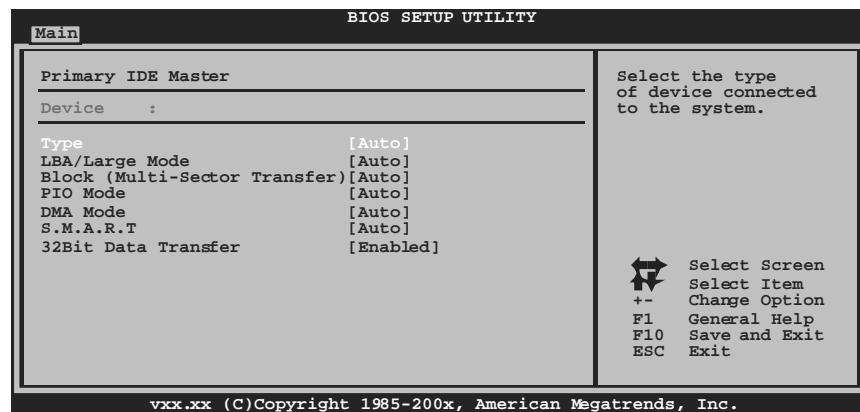 BIOS SETUP UTILITY
Main
Primary IDE Master
Device :
Type [Auto]
LBA/Large Mode [Auto]
Block (Multi-Sector Transfer)[Auto]
PIO Mode [Auto]
DMA Mode [Auto]
S.M.A.R.T [Auto]
32Bit Data Transfer [Enabled]
Select the type
of device connected
to the system.
Select Screen
Select Item
+- Change Option
F1 General Help
F10 Save and Exit
ESC Exit
vxx.xx (C)Copyright 1985-200x, American Megatrends, Inc.